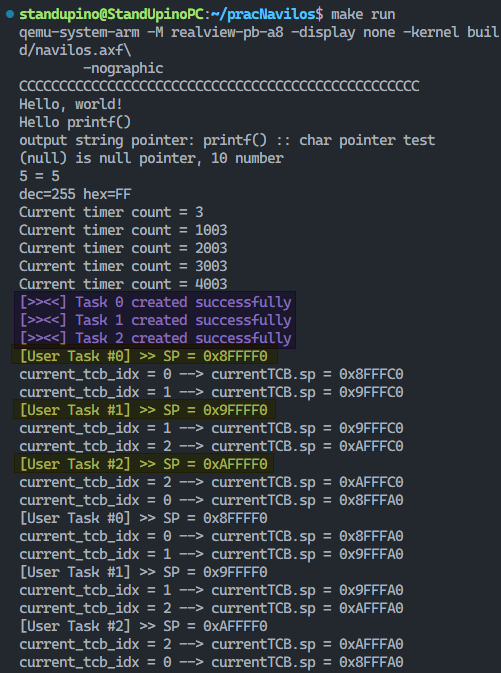 standupino@StandUpinoPC:~/pracNavilos$ make run
qemu-system-arm -M realview-pb-a8 -display none -kernel buil
d/navilos.axf\
-nographic
CCCCCCCCCCCCCCCCCCCCCCCCCCCCCCCCCCCCCCCCCCCCCCCCCC
Hello, world!
Hello printf()
output string pointer: printf() :: char pointer test
(null) is null pointer, 10 number
5 = 5
dec=255 hex=FF
Current timer count = 3
Current timer count = 1003
Current timer count = 2003
Current timer count = 3003
Current timer count = 4003
[>><<] Task 0 created successfully
[>><<] Task 1 created successfully
[>><<] Task 2 created successfully
[User Task #0] >> SP = 0x8FFFF0
current_tcb_idx = 0 --> currentTCB.sp = 0x8FFFC0
current_tcb_idx = 1 --> currentTCB.sp = 0x9FFFC0
[User Task #1] >> SP = 0x9FFFF0
current_tcb_idx = 1 --> currentTCB.sp = 0x9FFFC0
current_tcb_idx = 2 --> currentTCB.sp = 0xAFFFC0
[User Task #2] >> SP = 0xAFFFF0
current_tcb_idx = 2 --> currentTCB.sp = 0xAFFFC0
current_tcb_idx = 0 --> currentTCB.sp = 0x8FFFA0
[User Task #0] >> SP = 0x8FFFF0
current_tcb_idx = 0 --> currentTCB.sp = 0x8FFFA0
current_tcb_idx = 1 --> currentTCB.sp = 0x9FFFA0
[User Task #1] >> SP = 0x9FFFF0
current_tcb_idx = 1 --> currentTCB.sp = 0x9FFFA0
current_tcb_idx = 2 --> currentTCB.sp = 0xAFFFA0
[User Task #2] >> SP = 0xAFFFF0
current_tcb_idx = 2 --> currentTCB.sp = 0xAFFFA0
current_tcb_idx = 0 --> currentTCB.sp = 0x8FFFA0